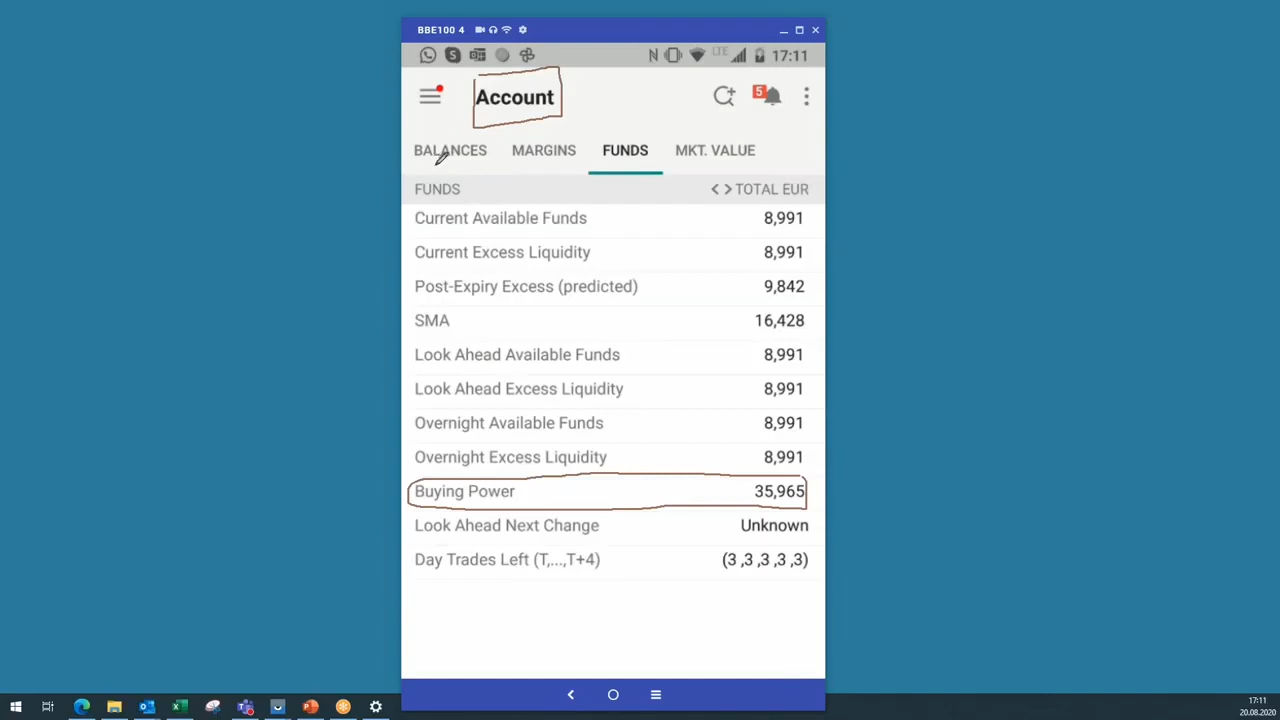 BBE100 4
LTE 17:11
Account
5
BALANCES MARGINS FUNDS MKT. VALUE
FUNDS < > TOTAL EUR
Current Available Funds 8,991
Current Excess Liquidity 8,991
Post-Expiry Excess (predicted) 9,842
SMA 16,428
Look Ahead Available Funds 8,991
Look Ahead Excess Liquidity 8,991
Overnight Available Funds 8,991
Overnight Excess Liquidity 8,991
Buying Power 35,965
Look Ahead Next Change Unknown
Day Trades Left (T,...,T+4) (3 ,3 ,3 ,3 ,3)
17:11
20.08.2020